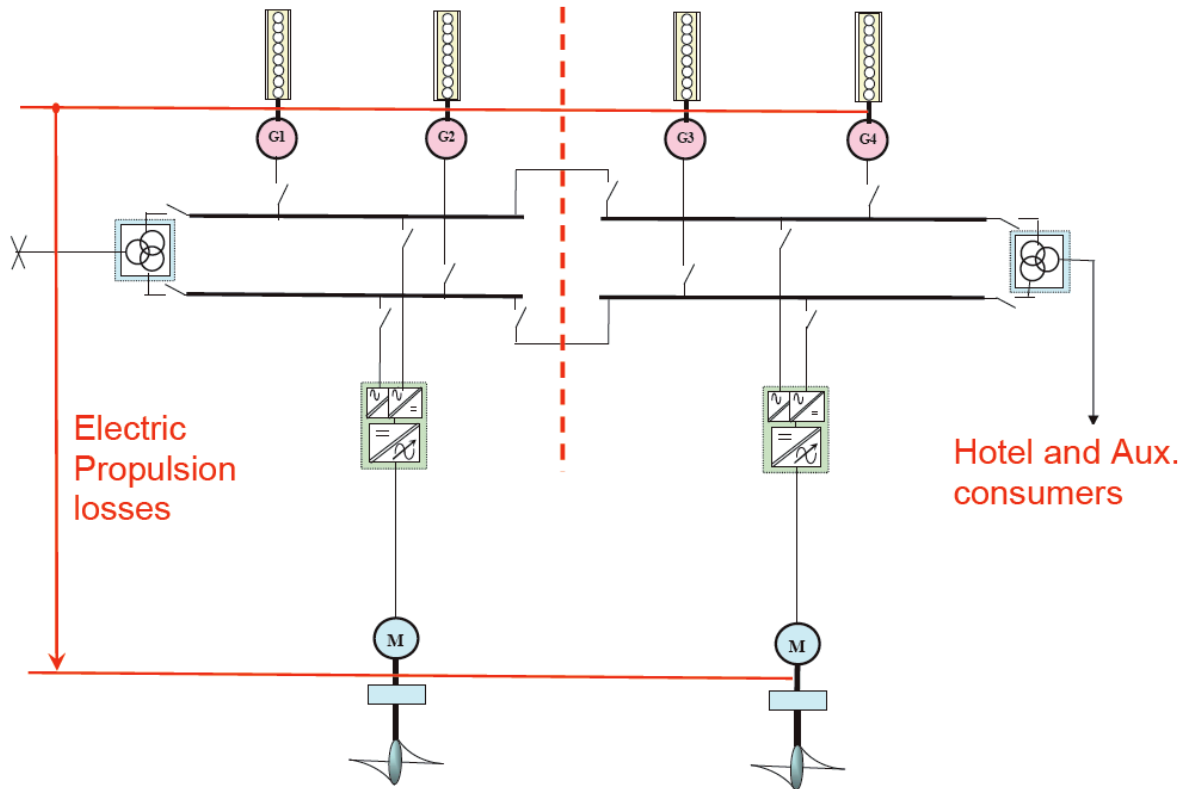 G1
G2
G3
G4
Electric
Propulsion
losses
Hotel and Aux.
consumers
M
M